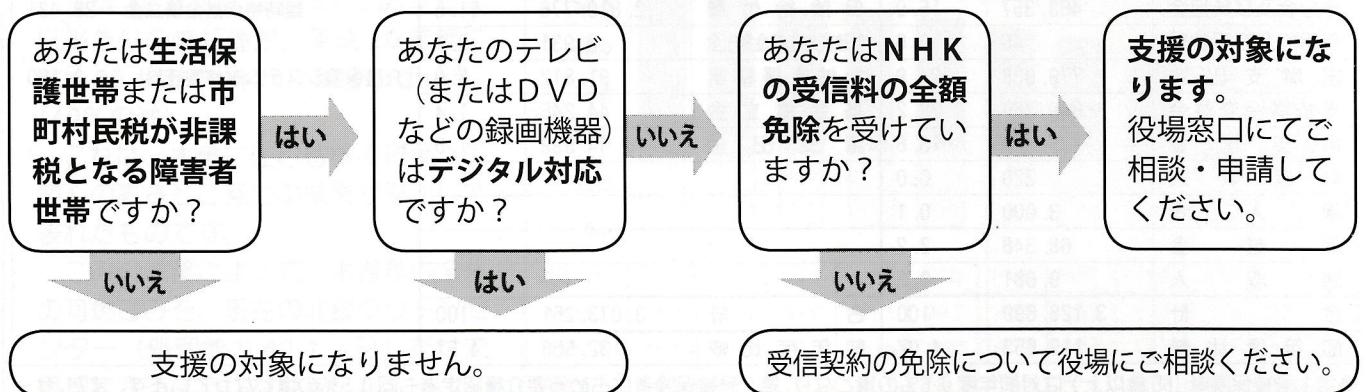 あなたは生活保
護世帯または市
町村民税が非課
税となる障害者
世帯ですか？
はい
いいえ
あなたのテレビ
（またはＤＶＤ
などの録画機器）
はデジタル対応
ですか？
いいえ
はい
あなたはＮＨＫ
の受信料の全額
免除を受けてい
ますか？
はい
いいえ
支援の対象にな
ります。
役場窓口にてご
相談・申請して
ください。
支援の対象になりません。
受信契約の免除について役場にご相談ください。